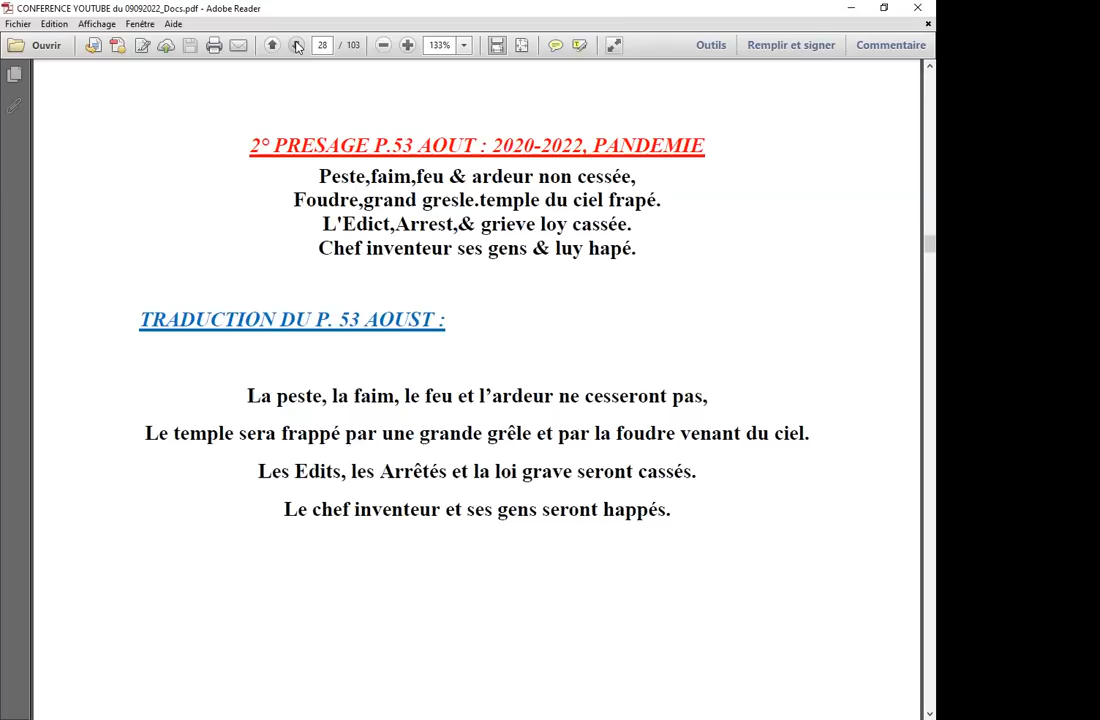 CONFERENCE YOUTUBE du 09092022_Docs.pdf - Adobe Reader
Fichier Edition Affichage Fenêtre Aide
Ouvrir 28 / 103 133% Outils Remplir et signer Commentaire
2° PRESAGE P.53 AOUT : 2020-2022, PANDEMIE
Peste,faim,feu & ardeur non cessée,
Foudre,grand gresle.temple du ciel frapé.
L'Edict,Arrest,& grieve loy cassée.
Chef inventeur ses gens & luy hapé.
TRADUCTION DU P. 53 AOUST :
La peste, la faim, le feu et l’ardeur ne cesseront pas,
Le temple sera frappé par une grande grêle et par la foudre venant du ciel.
Les Edits, les Arrêtés et la loi grave seront cassés.
Le chef inventeur et ses gens seront happés.